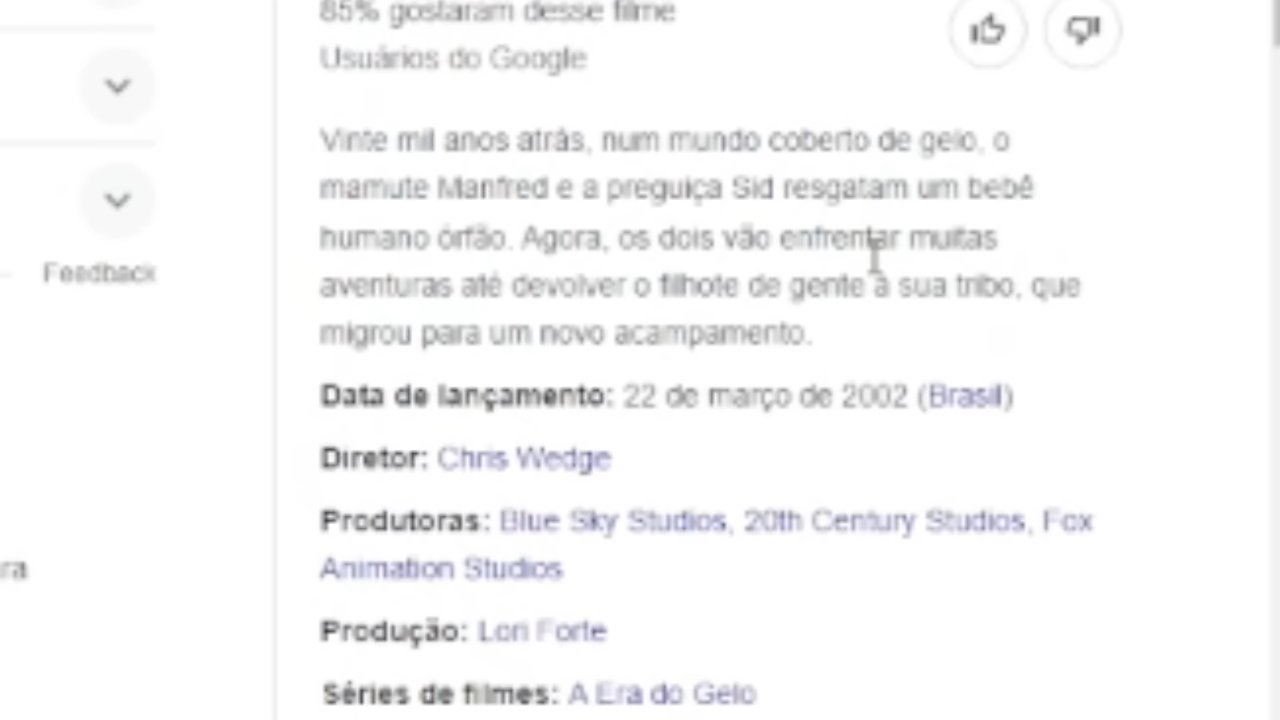 85% gostaram desse filme
Usuários do Google
Vinte mil anos atrás, num mundo coberto de gelo, o
mamute Manfred e a preguiça Sid resgatam um bebê
humano órfão. Agora, os dois vão enfrentar muitas
aventuras até devolver o filhote de gente à sua tribo, que
migrou para um novo acampamento.
Feedback
Data de lançamento: 22 de março de 2002 (Brasil)
Diretor: Chris Wedge
Produtoras: Blue Sky Studios, 20th Century Studios, Fox
Animation Studios
ra
Produção: Lori Forte
Séries de filmes: A Era do Gelo